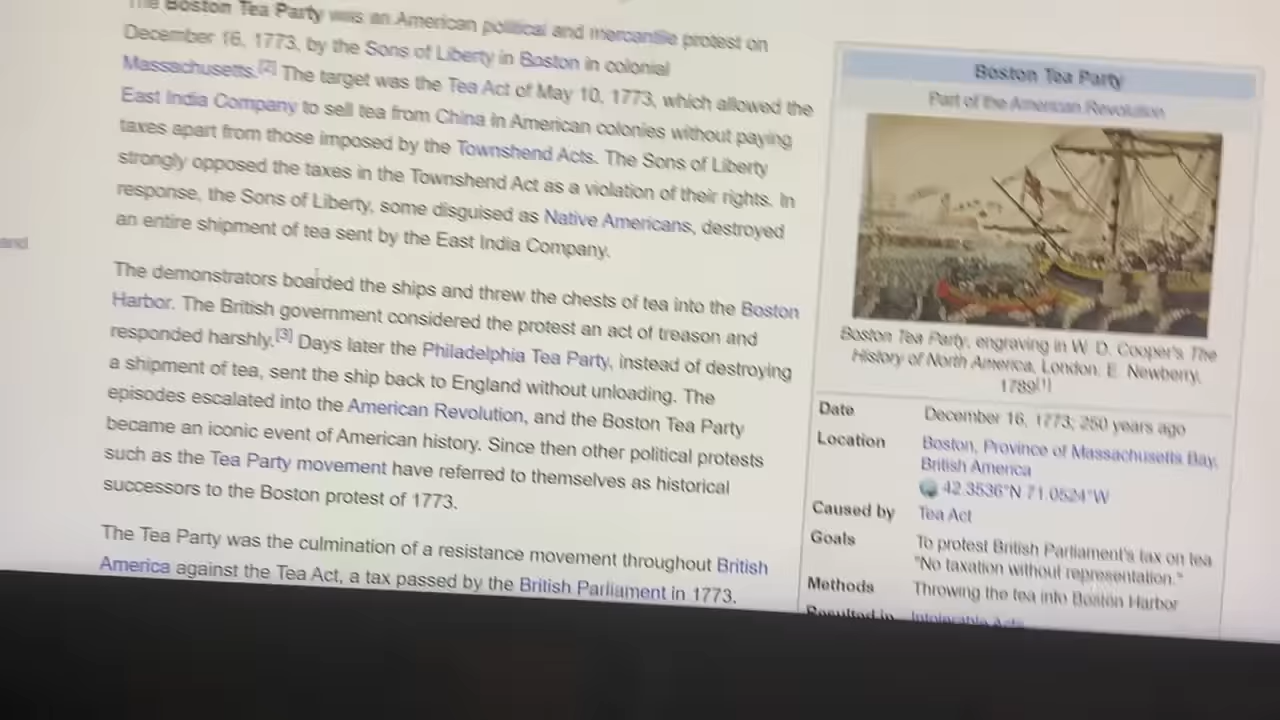 The Boston Tea Party was an American political and mercantile protest on
December 16, 1773, by the Sons of Liberty in Boston in colonial
Massachusetts.[2] The target was the Tea Act of May 10, 1773, which allowed the
East India Company to sell tea from China in American colonies without paying
taxes apart from those imposed by the Townshend Acts. The Sons of Liberty
strongly opposed the taxes in the Townshend Act as a violation of their rights. In
response, the Sons of Liberty, some disguised as Native Americans, destroyed
an entire shipment of tea sent by the East India Company.
The demonstrators boarded the ships and threw the chests of tea into the Boston
Harbor. The British government considered the protest an act of treason and
responded harshly.[3] Days later the Philadelphia Tea Party, instead of destroying
a shipment of tea, sent the ship back to England without unloading. The
episodes escalated into the American Revolution, and the Boston Tea Party
became an iconic event of American history. Since then other political protests
such as the Tea Party movement have referred to themselves as historical
successors to the Boston protest of 1773.
The Tea Party was the culmination of a resistance movement throughout British
America against the Tea Act, a tax passed by the British Parliament in 1773.
and
Boston Tea Party
Part of the American Revolution
Boston Tea Party, engraving in W. D. Cooper's The
History of North America, London: E. Newberry,
1789[1]
Date December 16, 1773; 250 years ago
Location Boston, Province of Massachusetts Bay,
British America
42.3536°N 71.0524°W
Caused by Tea Act
Goals To protest British Parliament's tax on tea
"No taxation without representation."
Methods Throwing the tea into Boston Harbor
Resulted in Intolerable Acts